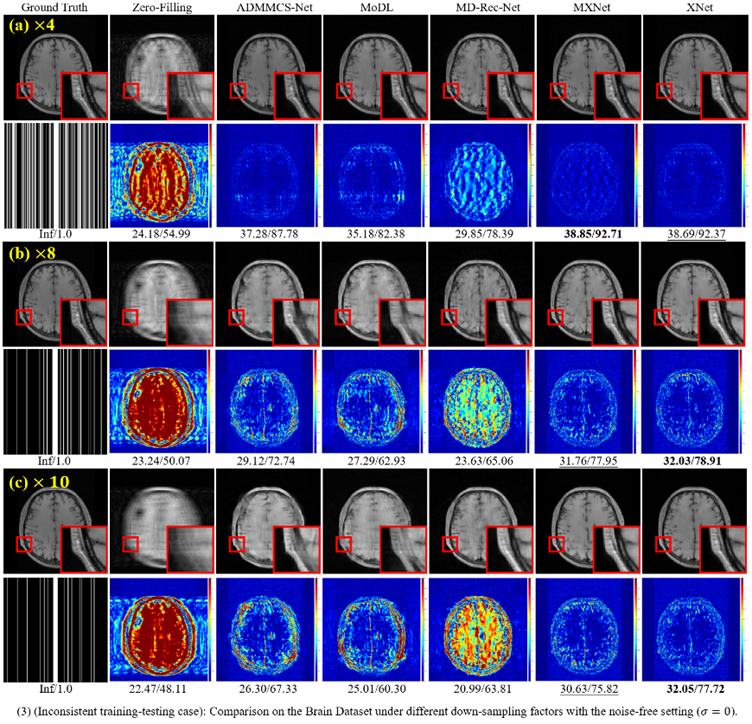 Ground Truth Zero-Filling ADMMCS-Net MoDL MD-Rec-Net MXNet XNet
(a) ×4
Inf/1.0 24.18/54.99 37.28/87.78 35.18/82.38 29.85/78.39 38.85/92.71 38.69/92.37
(b) ×8
Inf/1.0 23.24/50.07 29.12/72.74 27.29/62.93 23.63/65.06 31.76/77.95 32.03/78.91
(c) × 10
Inf/1.0 22.47/48.11 26.30/67.33 25.01/60.30 20.99/63.81 30.63/75.82 32.05/77.72
(3) (Inconsistent training-testing case): Comparison on the Brain Dataset under different down-sampling factors with the noise-free setting (σ = 0).